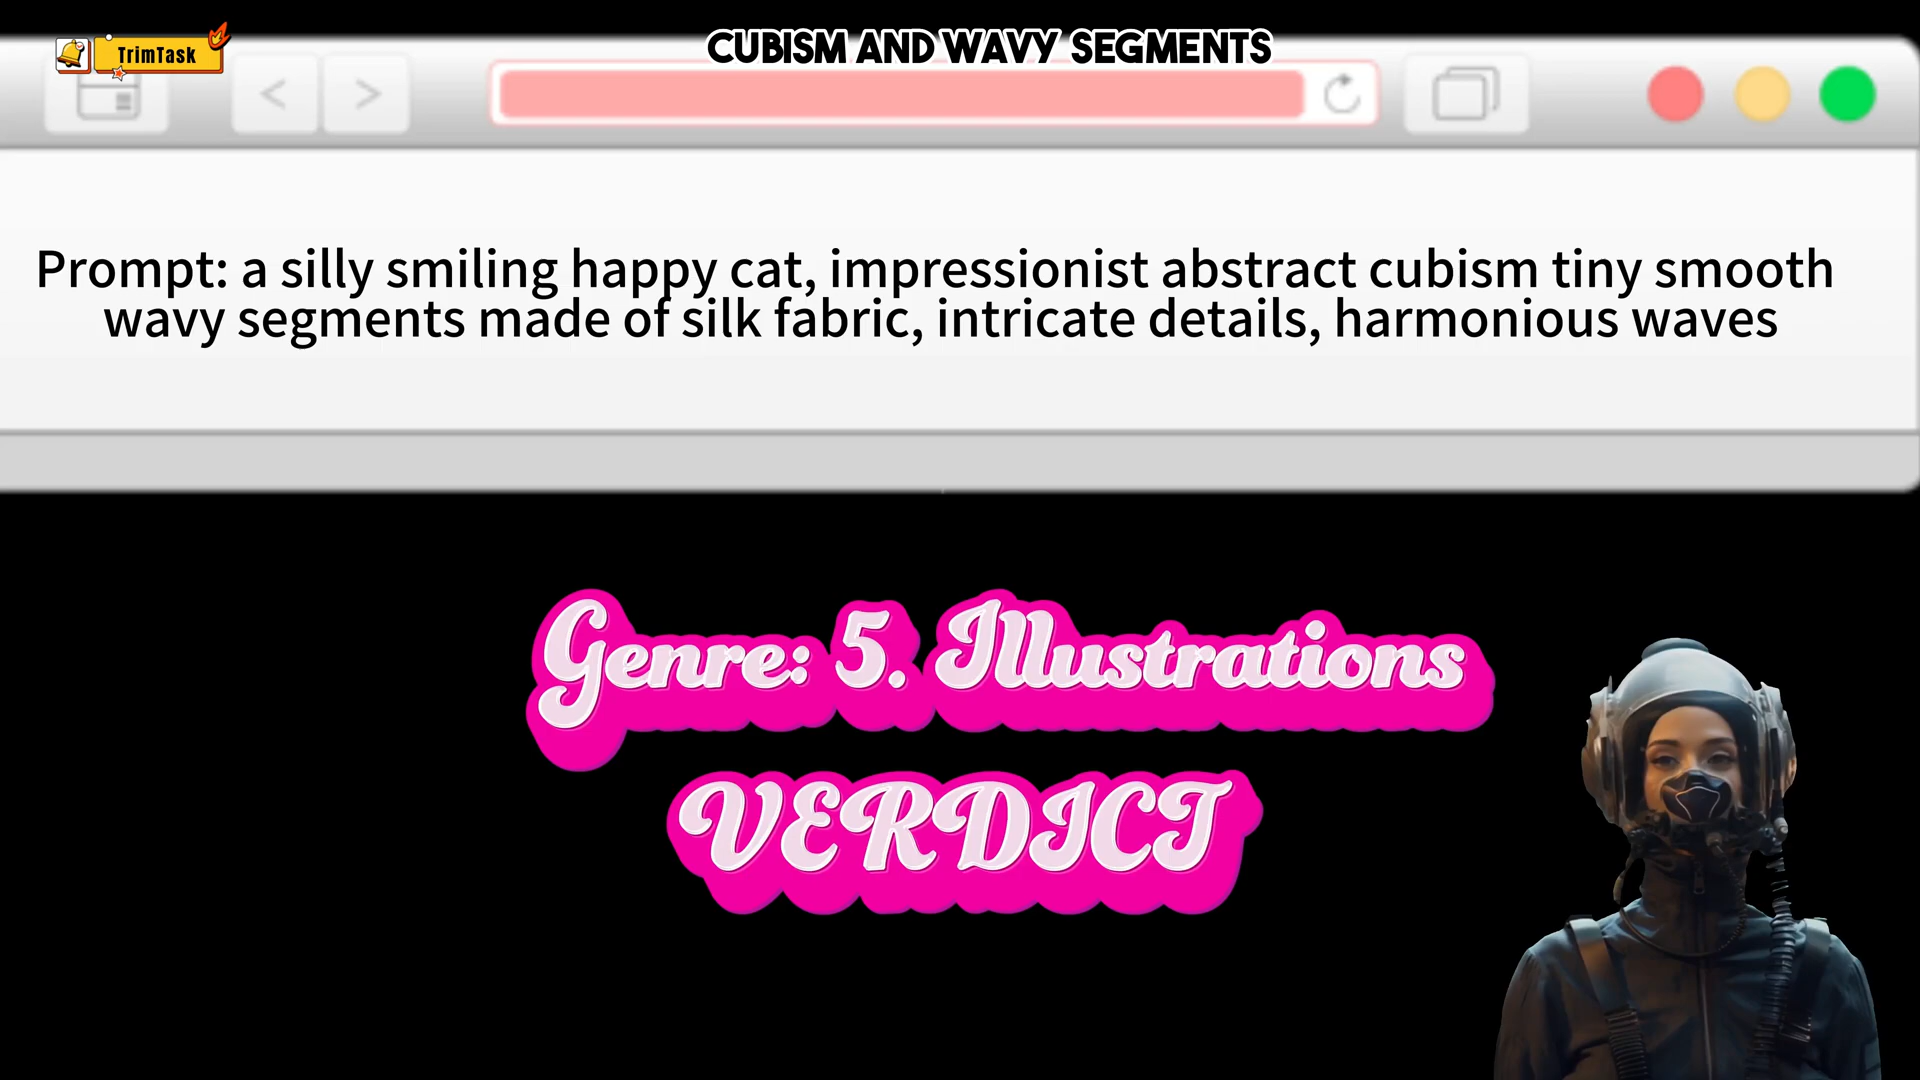 CUBISM AND WAVY SEGMENTS
TrimTask
Prompt: a silly smiling happy cat, impressionist abstract cubism tiny smooth
wavy segments made of silk fabric, intricate details, harmonious waves
Genre: 5. Illustrations
VERDICT